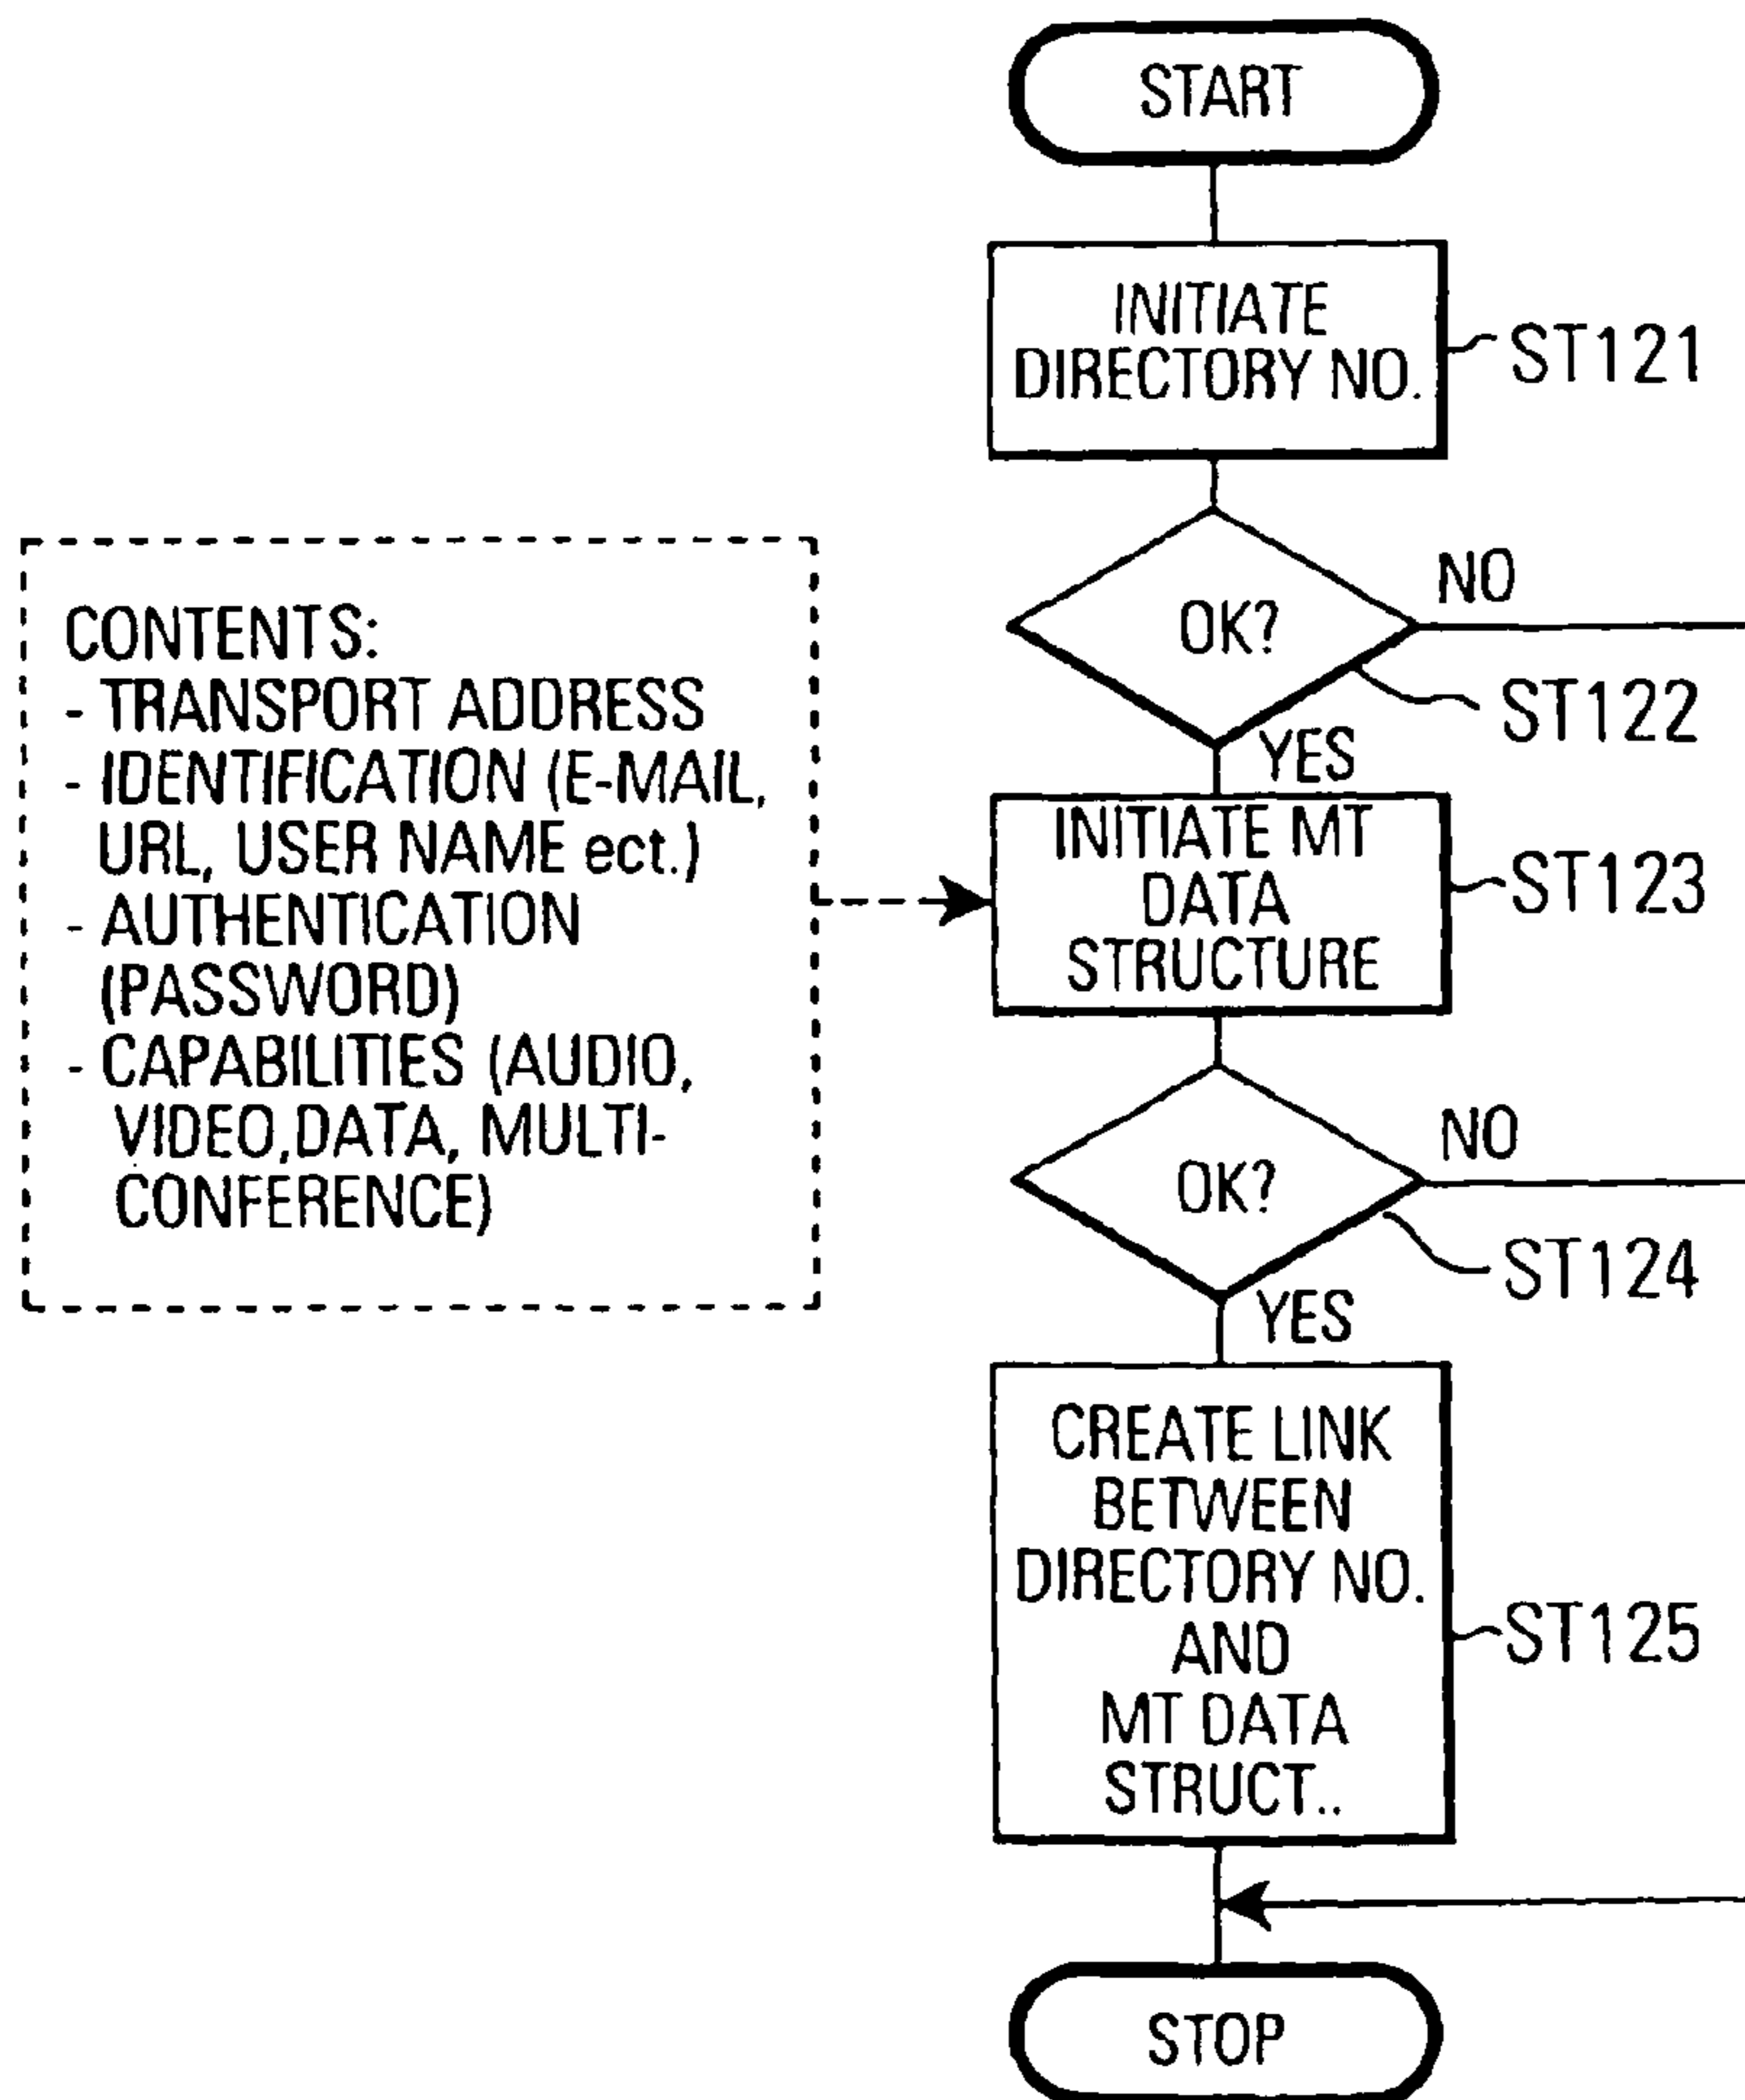 START
INITIATE
DIRECTORY NO.
ST121
OK?
NO
ST122
YES
CONTENTS:
- TRANSPORT ADDRESS
- IDENTIFICATION (E-MAIL,
URL, USER NAME ect.)
- AUTHENTICATION
(PASSWORD)
- CAPABILITIES (AUDIO,
VIDEO,DATA, MULTI-
CONFERENCE)
INITIATE MT
DATA
STRUCTURE
ST123
OK?
NO
ST124
YES
CREATE LINK
BETWEEN
DIRECTORY NO.
AND
MT DATA
STRUCT..
ST125
STOP